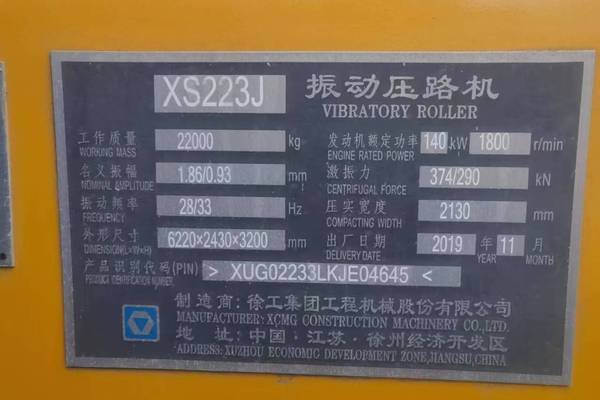 XS223J 振动压路机
VIBRATORY ROLLER
工作质量 22000 kg 发动机额定功率 140 kW 1800 r/min
WORKING MASS ENGINE RATED POWER
名义振幅 1.86/0.93 mm 激振力 374/290 kN
NOMINAL AMPLITUDE CENTRIFUGAL FORCE
振动频率 28/33 Hz 压实宽度 2130 mm
FREQUENCY COMPACTING WIDTH
外形尺寸 6220×2430×3200 mm 出厂日期 2019 年 11 月
DIMENSION(L×W×H) DELIVERY DATE YEAR MONTH
产品识别代码(PIN) > XUG02233LKJE04645 <
PRODUCT IDENTIFICATION NUMBER
制造商:徐工集团工程机械股份有限公司
MANUFACTURER: XCMG CONSTRUCTION MACHINERY CO.,LTD.
地 址:中国·江苏·徐州经济开发区
ADDRESS: XUZHOU ECONOMIC DEVELOPMENT ZONE,JIANGSU,CHINA